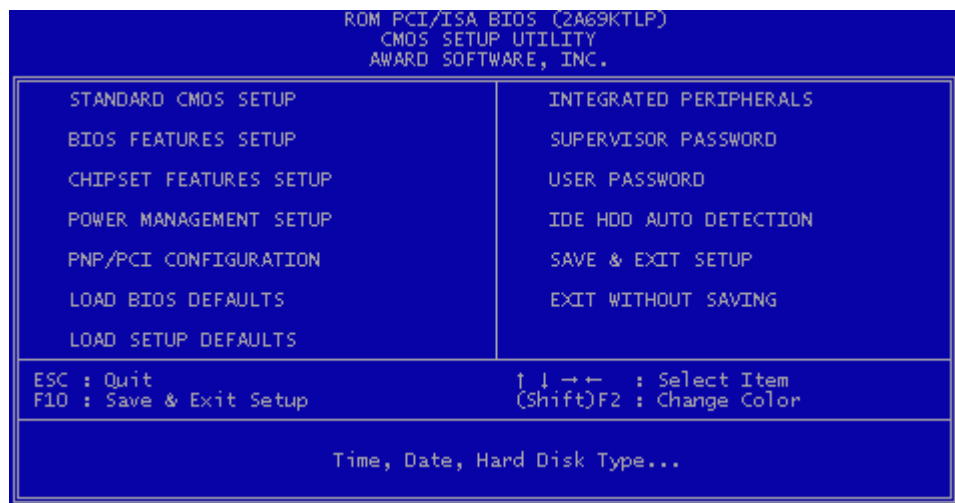 ROM PCI/ISA BIOS (2A69KTLP)
CMOS SETUP UTILITY
AWARD SOFTWARE, INC.
STANDARD CMOS SETUP
BIOS FEATURES SETUP
CHIPSET FEATURES SETUP
POWER MANAGEMENT SETUP
PNP/PCI CONFIGURATION
LOAD BIOS DEFAULTS
LOAD SETUP DEFAULTS
INTEGRATED PERIPHERALS
SUPERVISOR PASSWORD
USER PASSWORD
IDE HDD AUTO DETECTION
SAVE & EXIT SETUP
EXIT WITHOUT SAVING
ESC : Quit
F10 : Save & Exit Setup
↑ ↓ → ← : Select Item
(Shift)F2 : Change Color
Time, Date, Hard Disk Type...